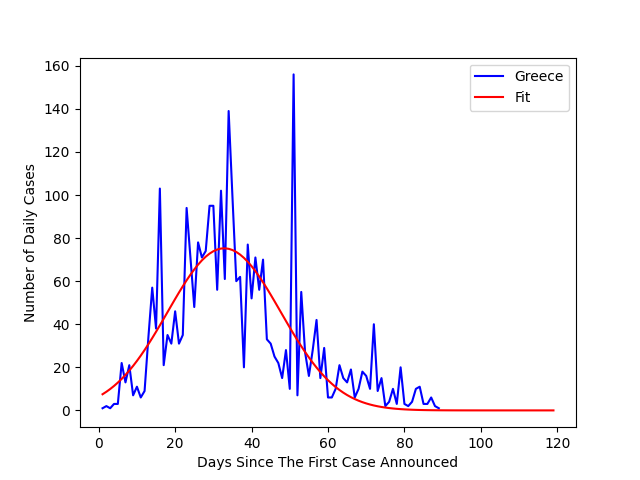 Greece
Fit
160
140
120
100
80
60
40
20
0
Number of Daily Cases
0 20 40 60 80 100 120
Days Since The First Case Announced